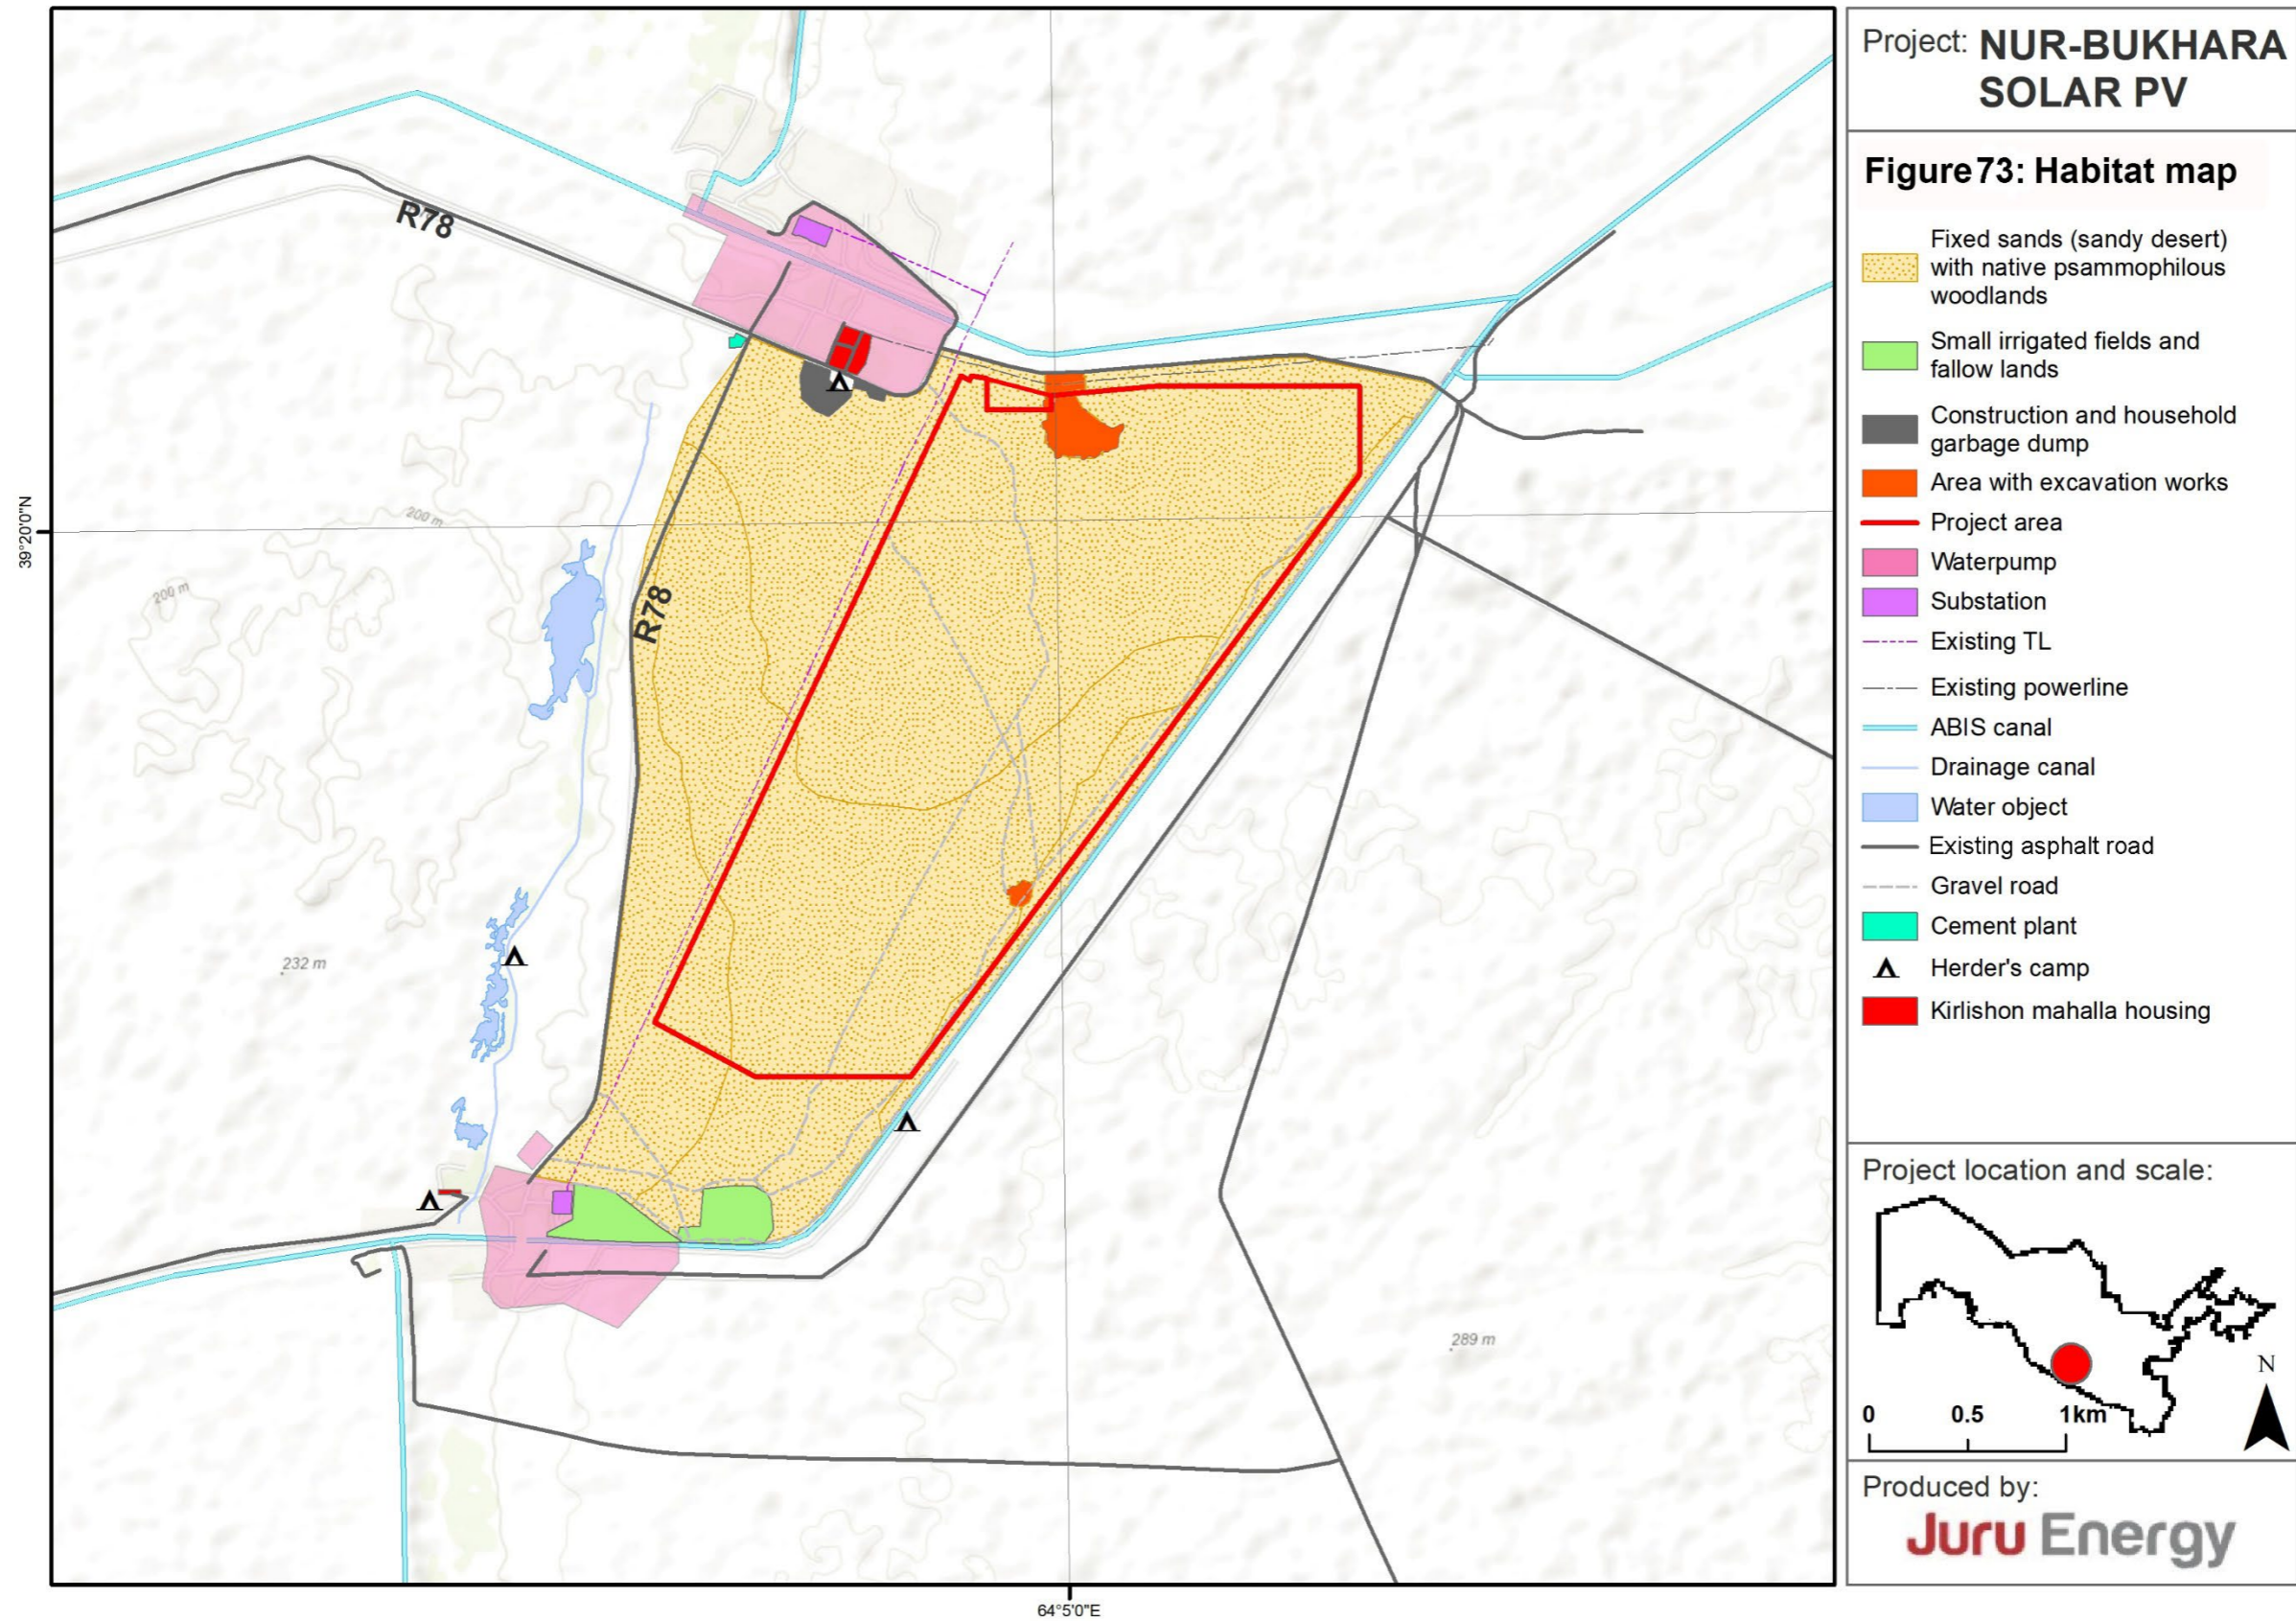 R78
200 m
39°20'0"N
200 m
R78
232 m
289 m
64°5'0"E
Project: NUR-BUKHARA
SOLAR PV
Figure 73: Habitat map
Fixed sands (sandy desert)
with native psammophilous
woodlands
Small irrigated fields and
fallow lands
Construction and household
garbage dump
Area with excavation works
Project area
Waterpump
Substation
Existing TL
Existing powerline
ABIS canal
Drainage canal
Water object
Existing asphalt road
Gravel road
Cement plant
Herder's camp
Kirlishon mahalla housing
Project location and scale:
N
0 0.5 1km
Produced by:
Juru Energy